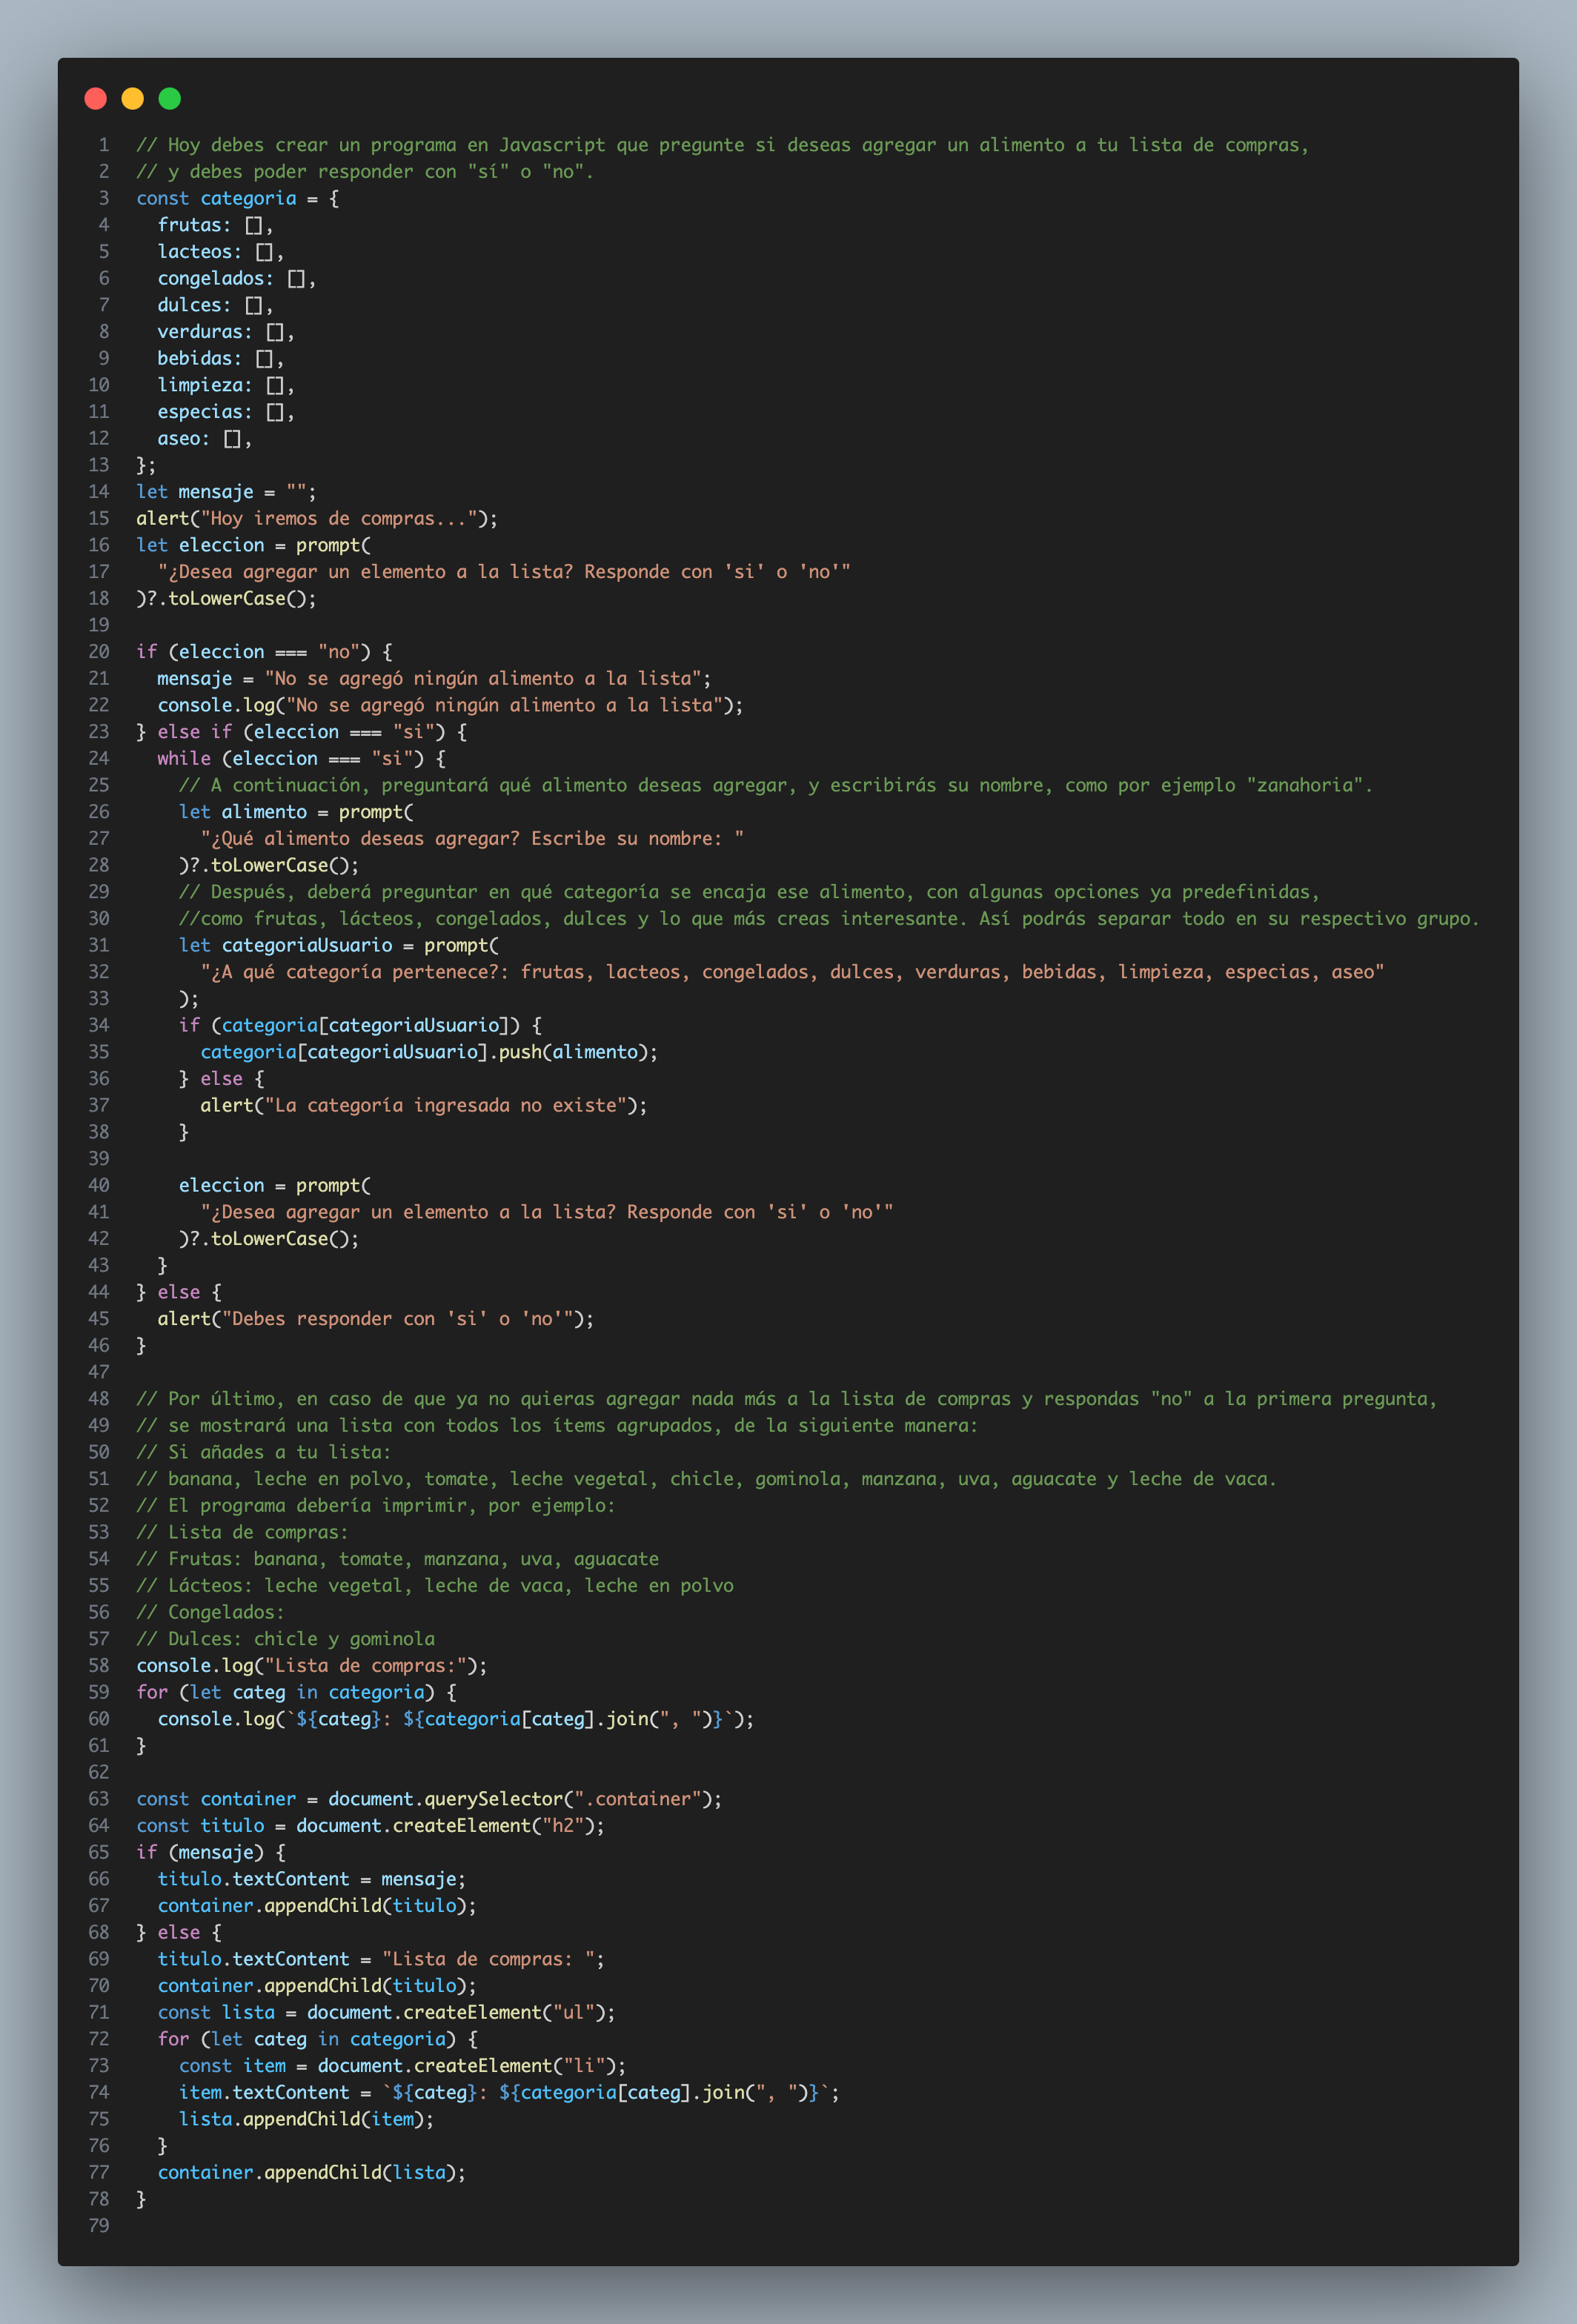 1 // Hoy debes crear un programa en Javascript que pregunte si deseas agregar un alimento a tu lista de compras,
2 // y debes poder responder con "sí" o "no".
3 const categoria = {
4   frutas: [],
5   lacteos: [],
6   congelados: [],
7   dulces: [],
8   verduras: [],
9   bebidas: [],
10   limpieza: [],
11   especias: [],
12   aseo: [],
13 };
14 let mensaje = "";
15 alert("Hoy iremos de compras...");
16 let eleccion = prompt(
17   "¿Desea agregar un elemento a la lista? Responde con 'si' o 'no'"
18 )?.toLowerCase();
19
20 if (eleccion === "no") {
21   mensaje = "No se agregó ningún alimento a la lista";
22   console.log("No se agregó ningún alimento a la lista");
23 } else if (eleccion === "si") {
24   while (eleccion === "si") {
25     // A continuación, preguntará qué alimento deseas agregar, y escribirás su nombre, como por ejemplo "zanahoria".
26     let alimento = prompt(
27       "¿Qué alimento deseas agregar? Escribe su nombre: "
28     )?.toLowerCase();
29     // Después, deberá preguntar en qué categoría se encaja ese alimento, con algunas opciones ya predefinidas,
30     //como frutas, lácteos, congelados, dulces y lo que más creas interesante. Así podrás separar todo en su respectivo grupo.
31     let categoriaUsuario = prompt(
32       "¿A qué categoría pertenece?: frutas, lacteos, congelados, dulces, verduras, bebidas, limpieza, especias, aseo"
33     );
34     if (categoria[categoriaUsuario]) {
35       categoria[categoriaUsuario].push(alimento);
36     } else {
37       alert("La categoría ingresada no existe");
38     }
39
40     eleccion = prompt(
41       "¿Desea agregar un elemento a la lista? Responde con 'si' o 'no'"
42     )?.toLowerCase();
43   }
44 } else {
45   alert("Debes responder con 'si' o 'no'");
46 }
47
48 // Por último, en caso de que ya no quieras agregar nada más a la lista de compras y respondas "no" a la primera pregunta,
49 // se mostrará una lista con todos los ítems agrupados, de la siguiente manera:
50 // Si añades a tu lista:
51 // banana, leche en polvo, tomate, leche vegetal, chicle, gominola, manzana, uva, aguacate y leche de vaca.
52 // El programa debería imprimir, por ejemplo:
53 // Lista de compras:
54 // Frutas: banana, tomate, manzana, uva, aguacate
55 // Lácteos: leche vegetal, leche de vaca, leche en polvo
56 // Congelados:
57 // Dulces: chicle y gominola
58 console.log("Lista de compras:");
59 for (let categ in categoria) {
60   console.log(`${categ}: ${categoria[categ].join(", ")}`);
61 }
62
63 const container = document.querySelector(".container");
64 const titulo = document.createElement("h2");
65 if (mensaje) {
66   titulo.textContent = mensaje;
67   container.appendChild(titulo);
68 } else {
69   titulo.textContent = "Lista de compras: ";
70   container.appendChild(titulo);
71   const lista = document.createElement("ul");
72   for (let categ in categoria) {
73     const item = document.createElement("li");
74     item.textContent = `${categ}: ${categoria[categ].join(", ")}`;
75     lista.appendChild(item);
76   }
77   container.appendChild(lista);
78 }
79